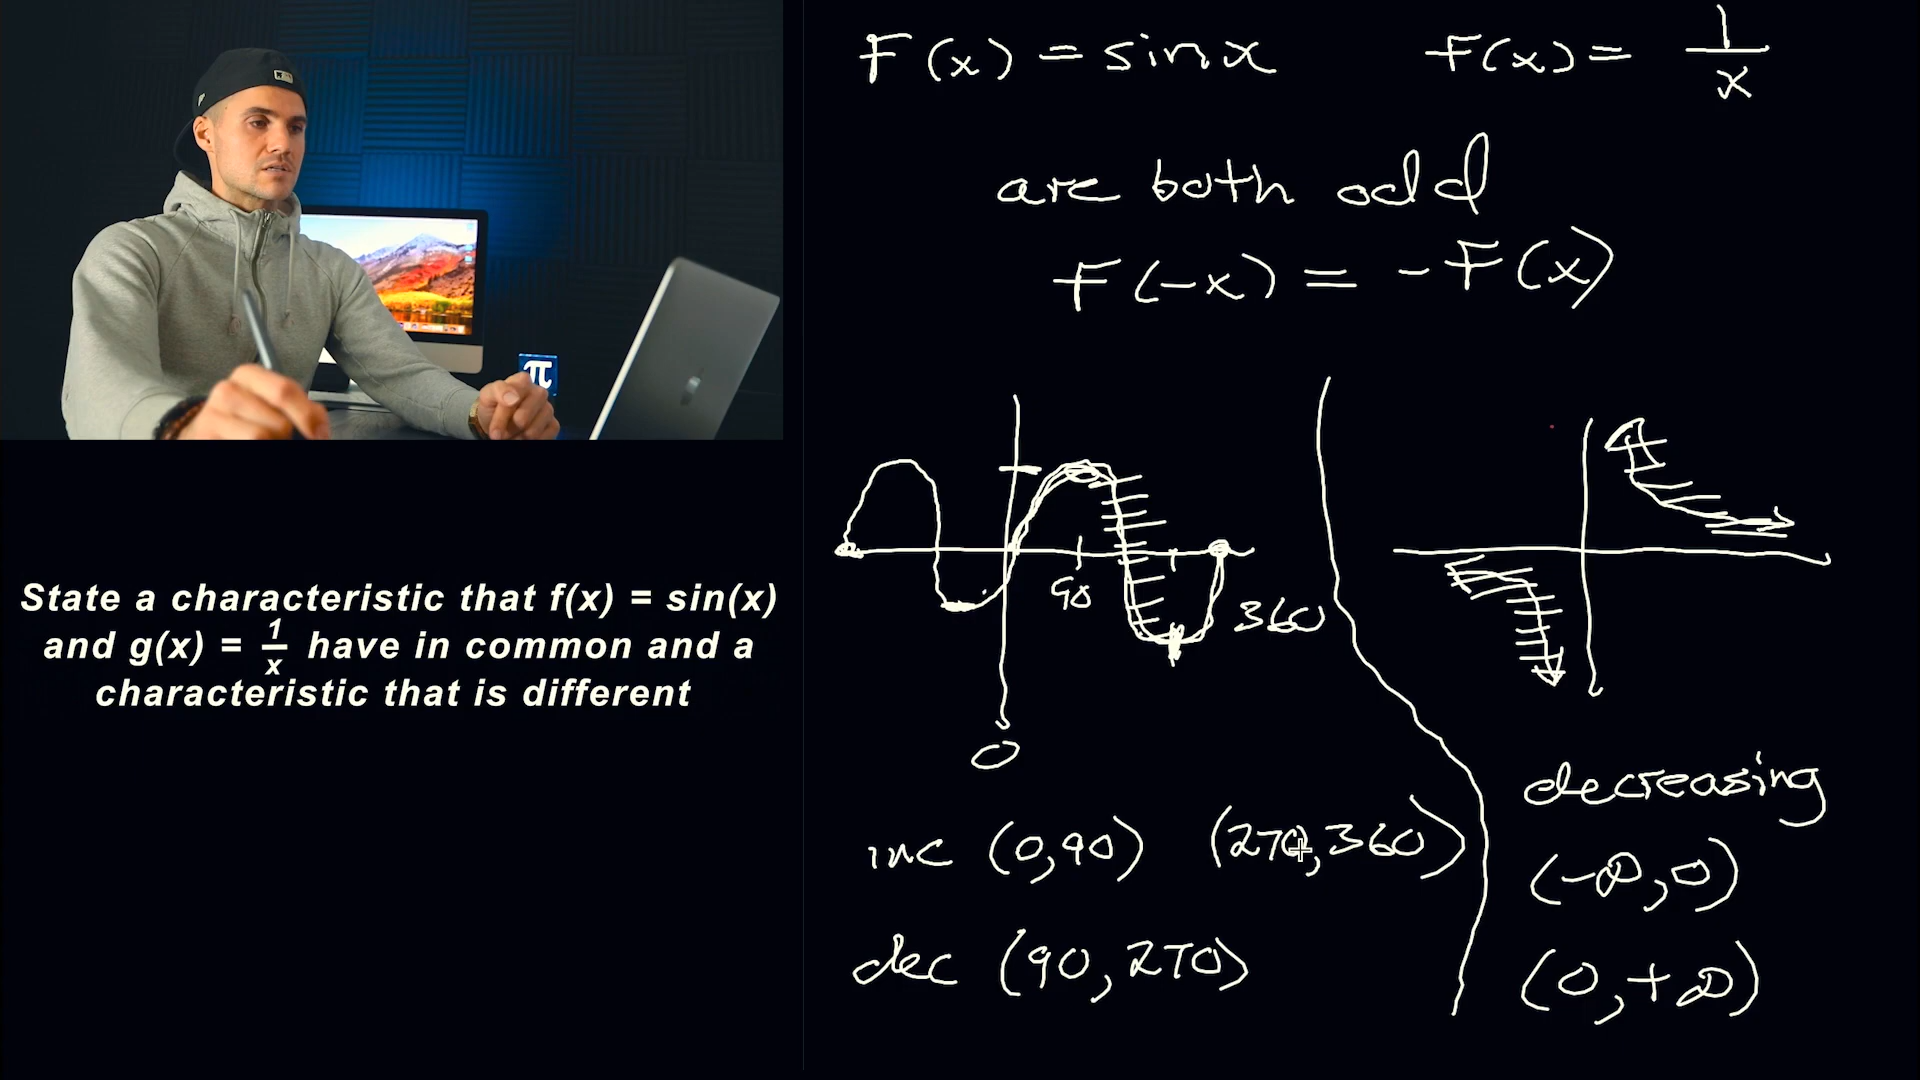 State a characteristic that f(x) = sin(x)
and g(x) = 1/x have in common and a
characteristic that is different
F(x) = sinx
f(x) = 1/x
are both odd
F(-x) = -F(x)
90
360
0
inc (0,90) (270,360)
dec (90,270)
decreasing
(-∞,0)
(0,+∞)
π